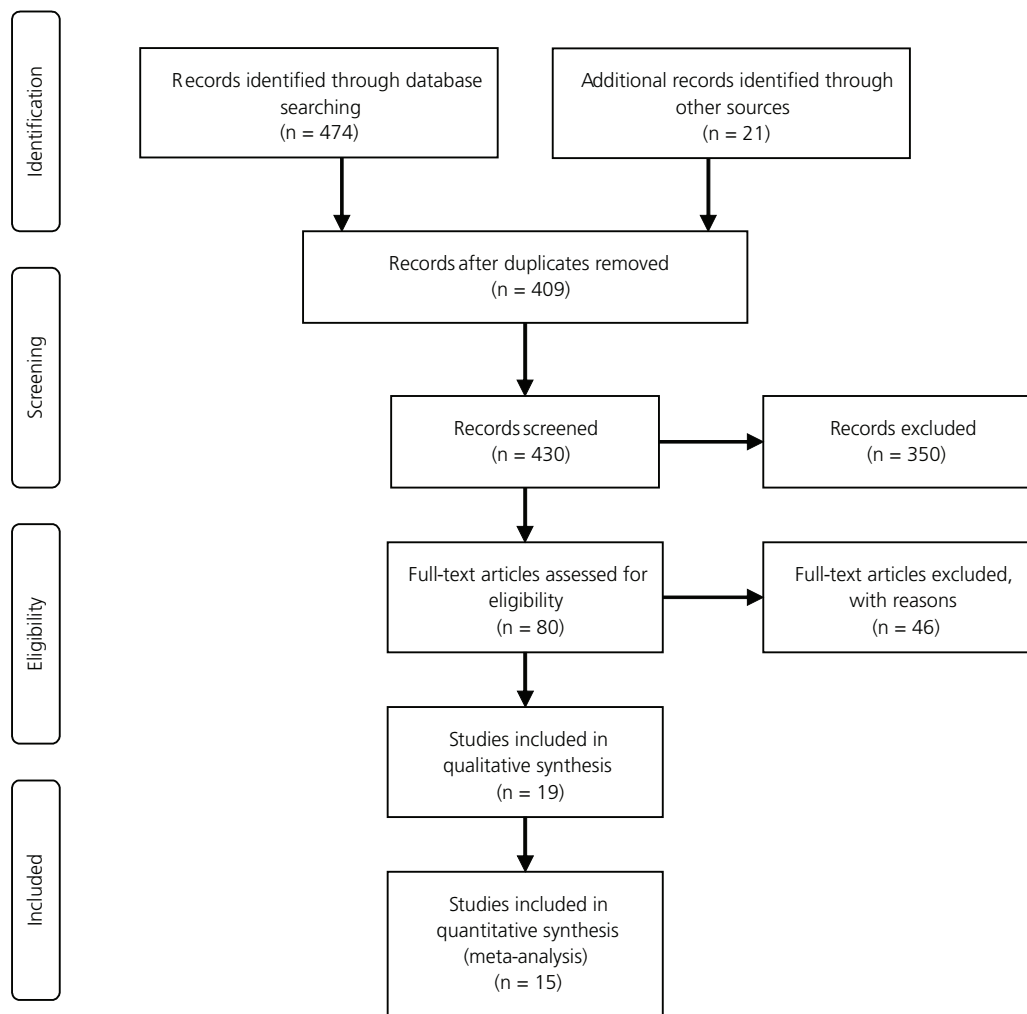 Identification
Records identified through database
searching
(n = 474)
Additional records identified through
other sources
(n = 21)
Screening
Records after duplicates removed
(n = 409)
Records screened
(n = 430)
Records excluded
(n = 350)
Eligibility
Full-text articles assessed for
eligibility
(n = 80)
Full-text articles excluded,
with reasons
(n = 46)
Studies included in
qualitative synthesis
(n = 19)
Included
Studies included in
quantitative synthesis
(meta-analysis)
(n = 15)